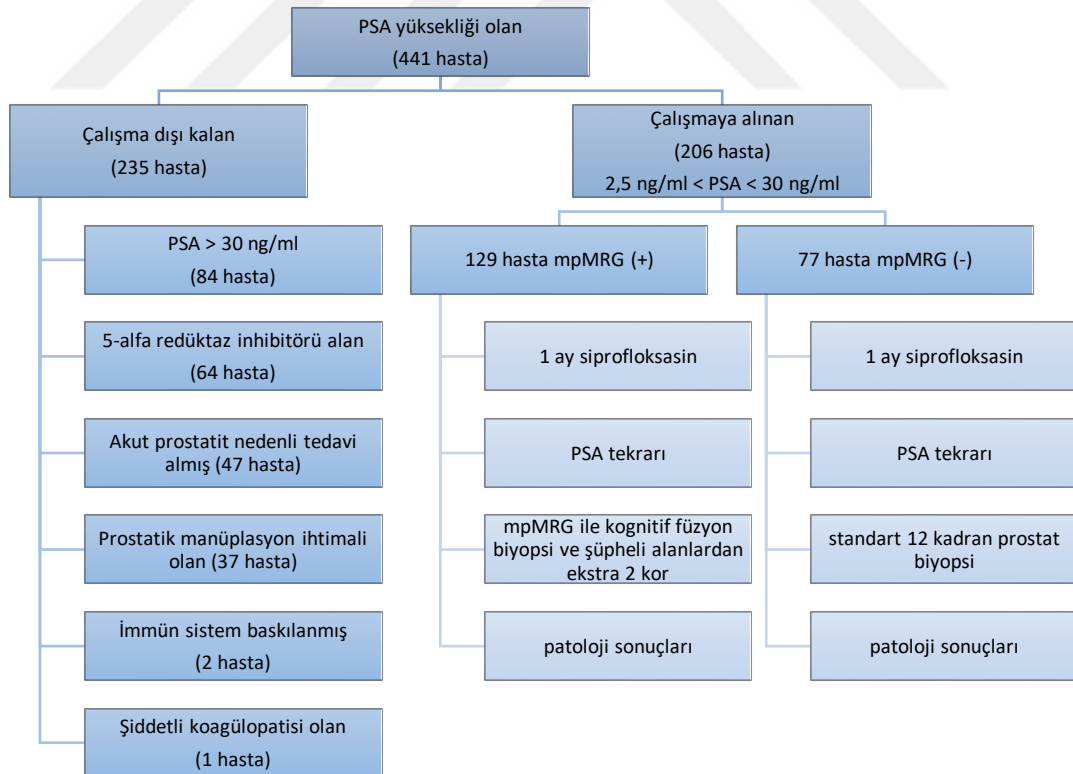 PSA yüksekliği olan
(441 hasta)
Çalışma dışı kalan
(235 hasta)
PSA > 30 ng/ml
(84 hasta)
5-alfa redüktaz inhibitörü alan
(64 hasta)
Akut prostatit nedenli tedavi
almış (47 hasta)
Prostatik manüplasyon ihtimali
olan (37 hasta)
İmmün sistem baskılanmış
(2 hasta)
Şiddetli koagülopatisi olan
(1 hasta)
Çalışmaya alınan
(206 hasta)
2,5 ng/ml < PSA < 30 ng/ml
129 hasta mpMRG (+)
1 ay siprofloksasin
PSA tekrarı
mpMRG ile kognitif füzyon
biyopsi ve şüpheli alanlardan
ekstra 2 kor
patoloji sonuçları
77 hasta mpMRG (-)
1 ay siprofloksasin
PSA tekrarı
standart 12 kadran prostat
biyopsi
patoloji sonuçları